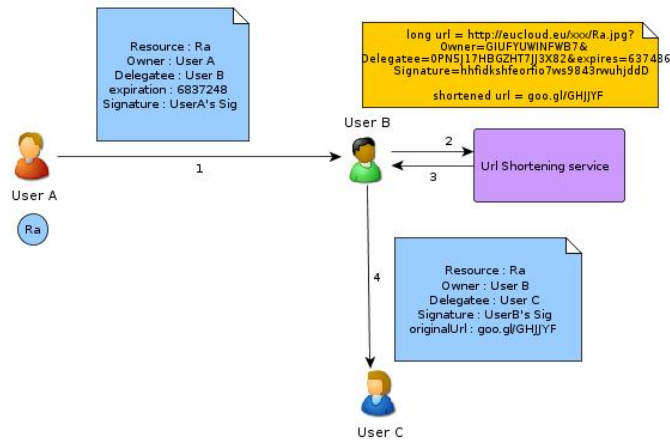 Resource : Ra
Owner : User A
Delegatee : User B
expiration : 6837248
Signature : UserA's Sig
long url = http://eucloud.eu/xxx/Ra.jpg?
Owner=GIUFYUWINFWB7&
Delegatee=0PN5J17HBGZHT7JJ3X82&expires=637486
Signature=hhfidkshfeorfio7ws9843rwuhjddD
shortened url = goo.gl/GHJJYF
User B
2
1
3
Url Shortening service
User A
Ra
4
Resource : Ra
Owner : User B
Delegatee : User C
Signature : UserB's Sig
originalUrl : goo.gl/GHJJYF
User C